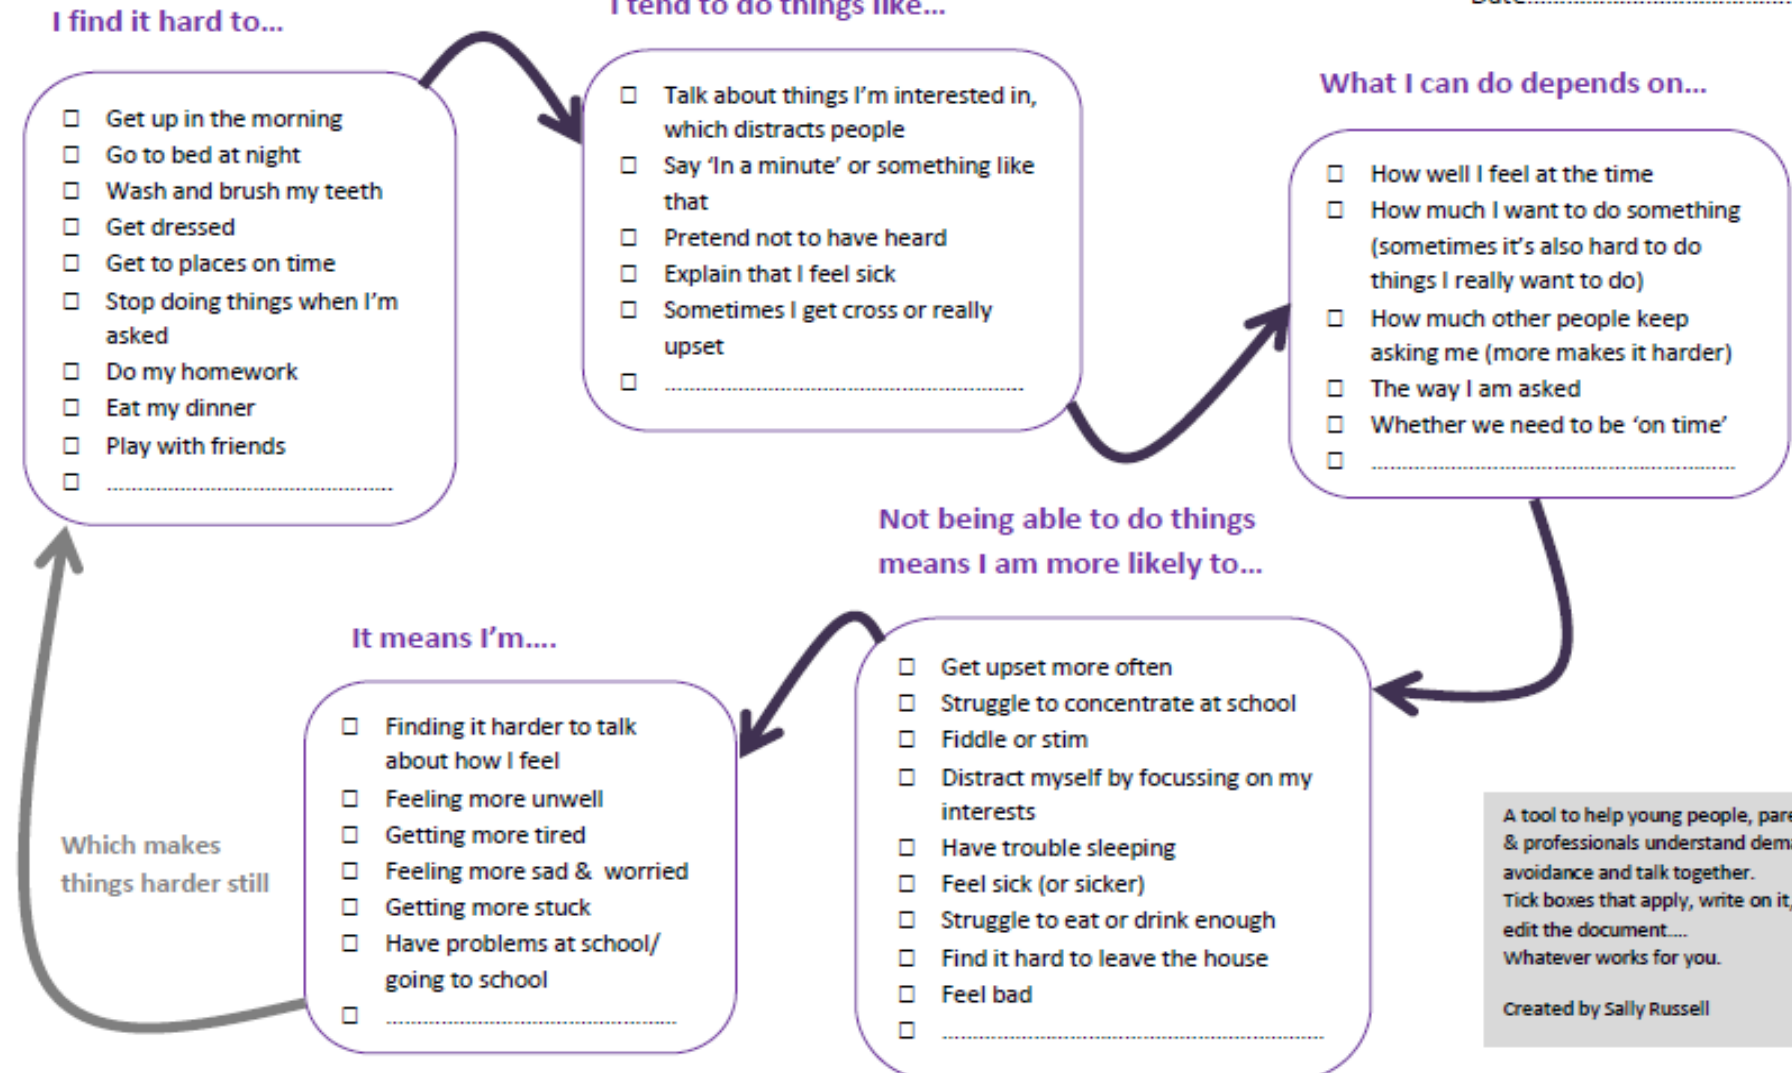 I find it hard to...
☐ Get up in the morning
☐ Go to bed at night
☐ Wash and brush my teeth
☐ Get dressed
☐ Get to places on time
☐ Stop doing things when I'm
asked
☐ Do my homework
☐ Eat my dinner
☐ Play with friends
☐ ................................................
I tend to do things like...
☐ Talk about things I'm interested in,
which distracts people
☐ Say 'In a minute' or something like
that
☐ Pretend not to have heard
☐ Explain that I feel sick
☐ Sometimes I get cross or really
upset
☐ ................................................
Date................................................
What I can do depends on...
☐ How well I feel at the time
☐ How much I want to do something
(sometimes it's also hard to do
things I really want to do)
☐ How much other people keep
asking me (more makes it harder)
☐ The way I am asked
☐ Whether we need to be 'on time'
☐ ................................................
Not being able to do things
means I am more likely to...
☐ Get upset more often
☐ Struggle to concentrate at school
☐ Fiddle or stim
☐ Distract myself by focussing on my
interests
☐ Have trouble sleeping
☐ Feel sick (or sicker)
☐ Struggle to eat or drink enough
☐ Find it hard to leave the house
☐ Feel bad
☐ ................................................
It means I'm....
☐ Finding it harder to talk
about how I feel
☐ Feeling more unwell
☐ Getting more tired
☐ Feeling more sad & worried
☐ Getting more stuck
☐ Have problems at school/
going to school
☐ ................................................
Which makes
things harder still
A tool to help young people,
& professionals understand
avoidance and talk together.
Tick boxes that apply, write on it,
edit the document....
Whatever works for you.
Created by Sally Russell